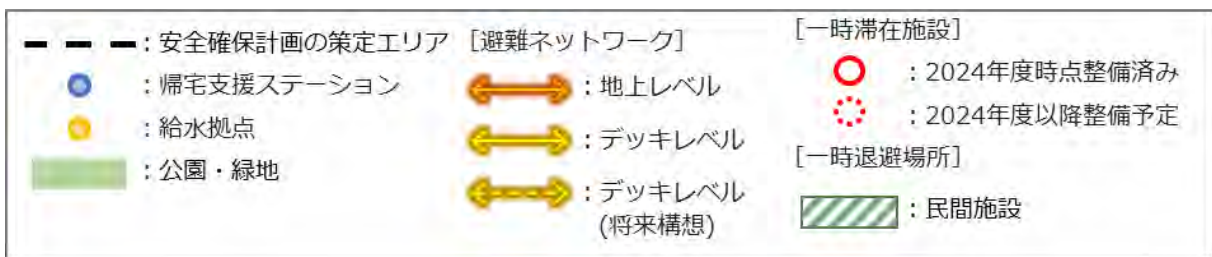 ：安全確保計画の策定エリア
：帰宅支援ステーション
：給水拠点
：公園・緑地
［避難ネットワーク］
：地上レベル
：デッキレベル
：デッキレベル
(将来構想)
［一時滞在施設］
：2024年度時点整備済み
：2024年度以降整備予定
［一時退避場所］
：民間施設